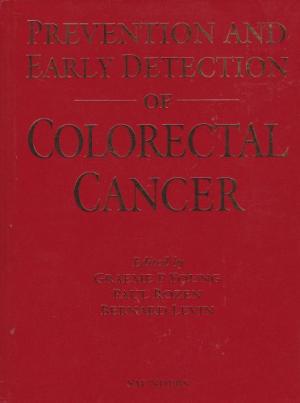 PREVENTION AND
EARLY DETECTION
OF
COLORECTAL
CANCER
Edited by
GRAEME P YOUNG
PAUL ROZEN
BERNARD LEVIN
SAUNDERS